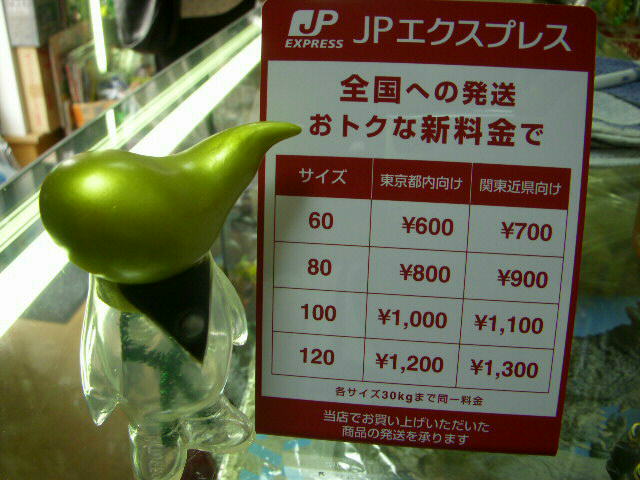 JP EXPRESS JPエクスプレス
全国への発送
おトクな新料金で
サイズ 東京都内向け 関東近県向け
60 ¥600 ¥700
80 ¥800 ¥900
100 ¥1,000 ¥1,100
120 ¥1,200 ¥1,300
各サイズ30kgまで同一料金
当店でお買い上げいただいた
商品の発送を承ります